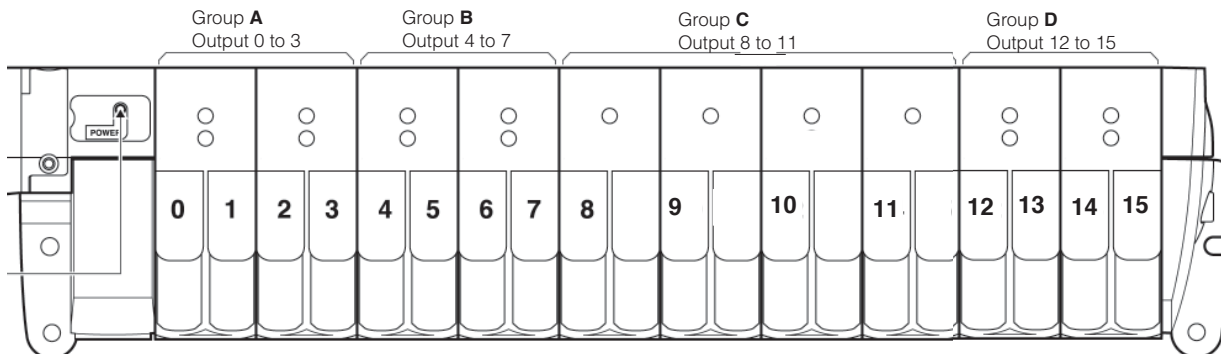 Group A
Output 0 to 3
Group B
Output 4 to 7
Group C
Output 8 to 11
Group D
Output 12 to 15
POWER
0 1 2 3 4 5 6 7 8 9 10 11 12 13 14 15